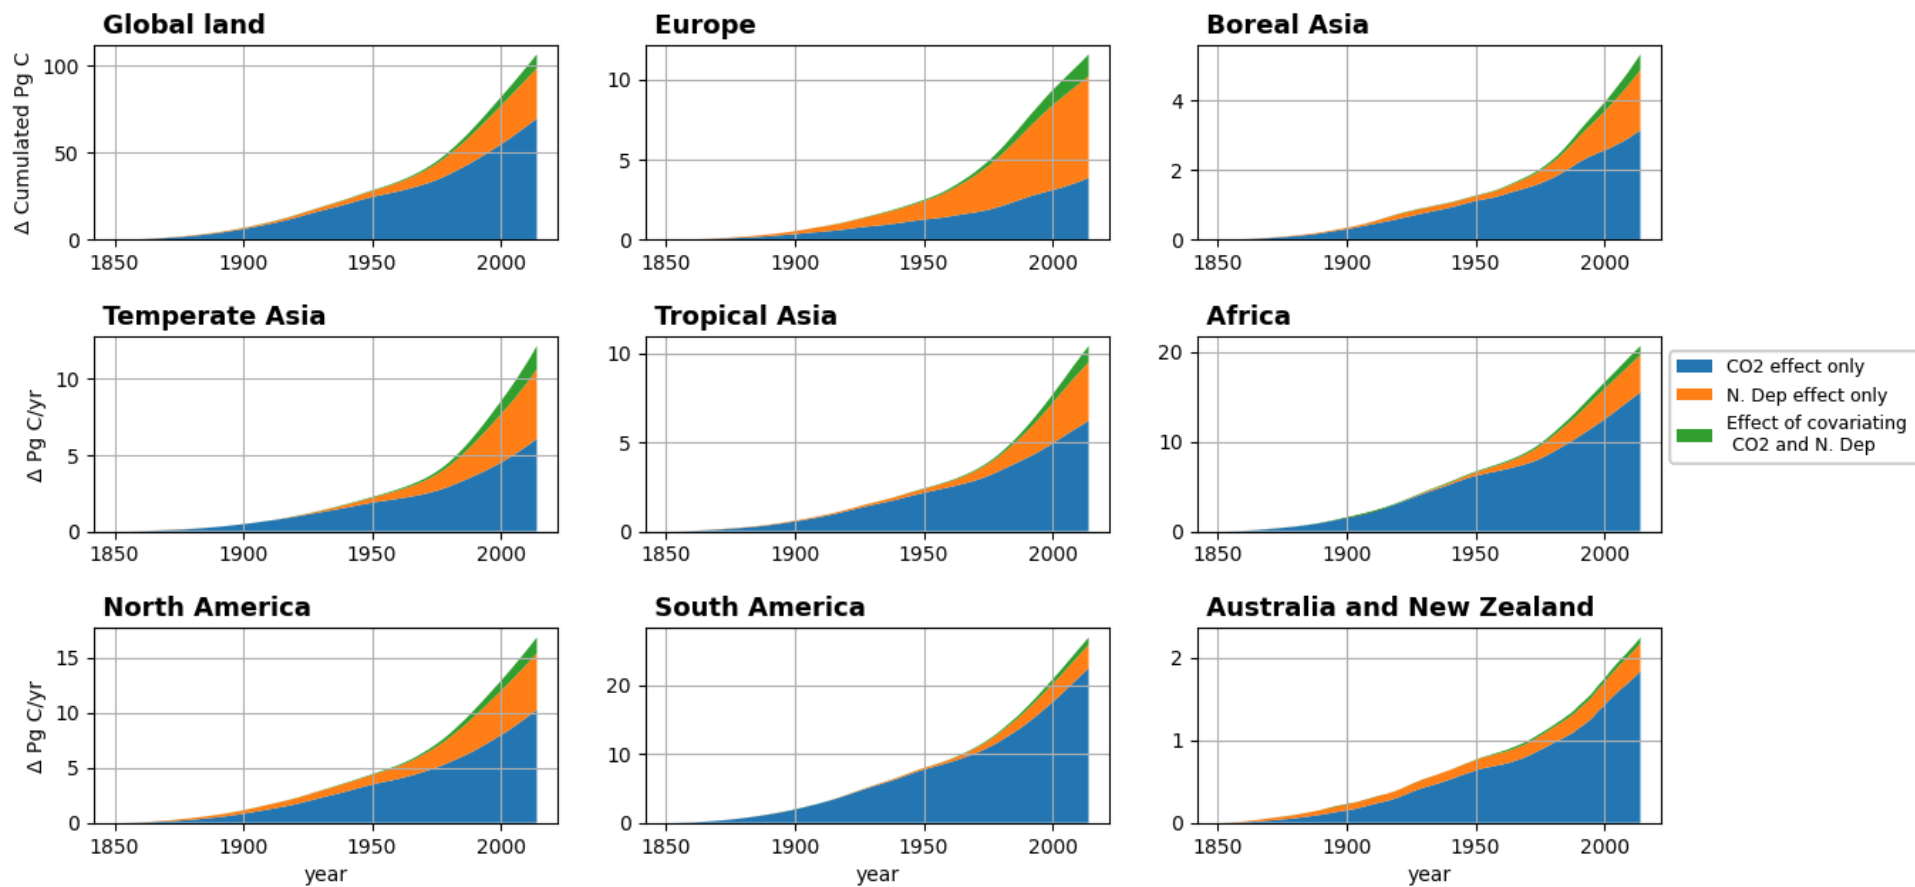 Global land
Europe
Boreal Asia
Δ Cumulated Pg C
100
50
0
1850 1900 1950 2000
10
5
0
1850 1900 1950 2000
4
2
0
1850 1900 1950 2000
Temperate Asia
Tropical Asia
Africa
Δ Pg C/yr
10
5
0
1850 1900 1950 2000
10
5
0
1850 1900 1950 2000
20
10
0
1850 1900 1950 2000
CO2 effect only
N. Dep effect only
Effect of covariating
CO2 and N. Dep
North America
South America
Australia and New Zealand
Δ Pg C/yr
15
10
5
0
1850 1900 1950 2000
year
20
10
0
1850 1900 1950 2000
year
2
1
0
1850 1900 1950 2000
year